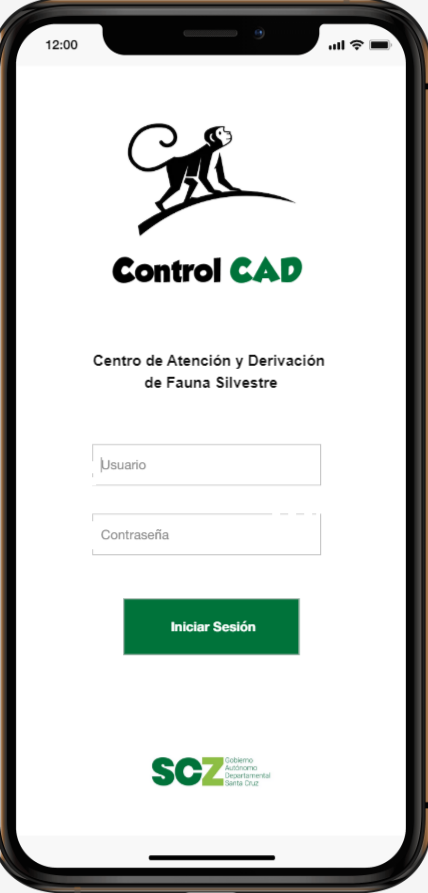 12:00
Control CAD
Centro de Atención y Derivación
de Fauna Silvestre
Usuario
Contraseña
Iniciar Sesión
SCZ
Gobierno
Autónomo
Departamental
Santa Cruz